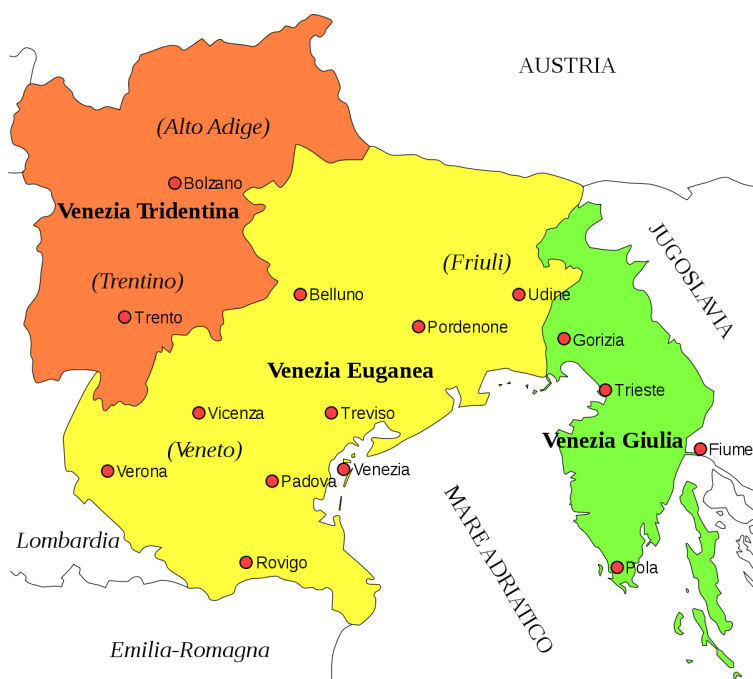 AUSTRIA
(Alto Adige)
Bolzano
Venezia Tridentina
JUGOSLAVIA
(Friuli)
(Trentino)
Belluno
Udine
Trento
Pordenone
Gorizia
Venezia Euganea
Trieste
Vicenza
Treviso
Venezia Giulia
(Veneto)
Fiume
Verona
Venezia
Padova
MARE ADRIATICO
Lombardia
Rovigo
Pola
Emilia-Romagna